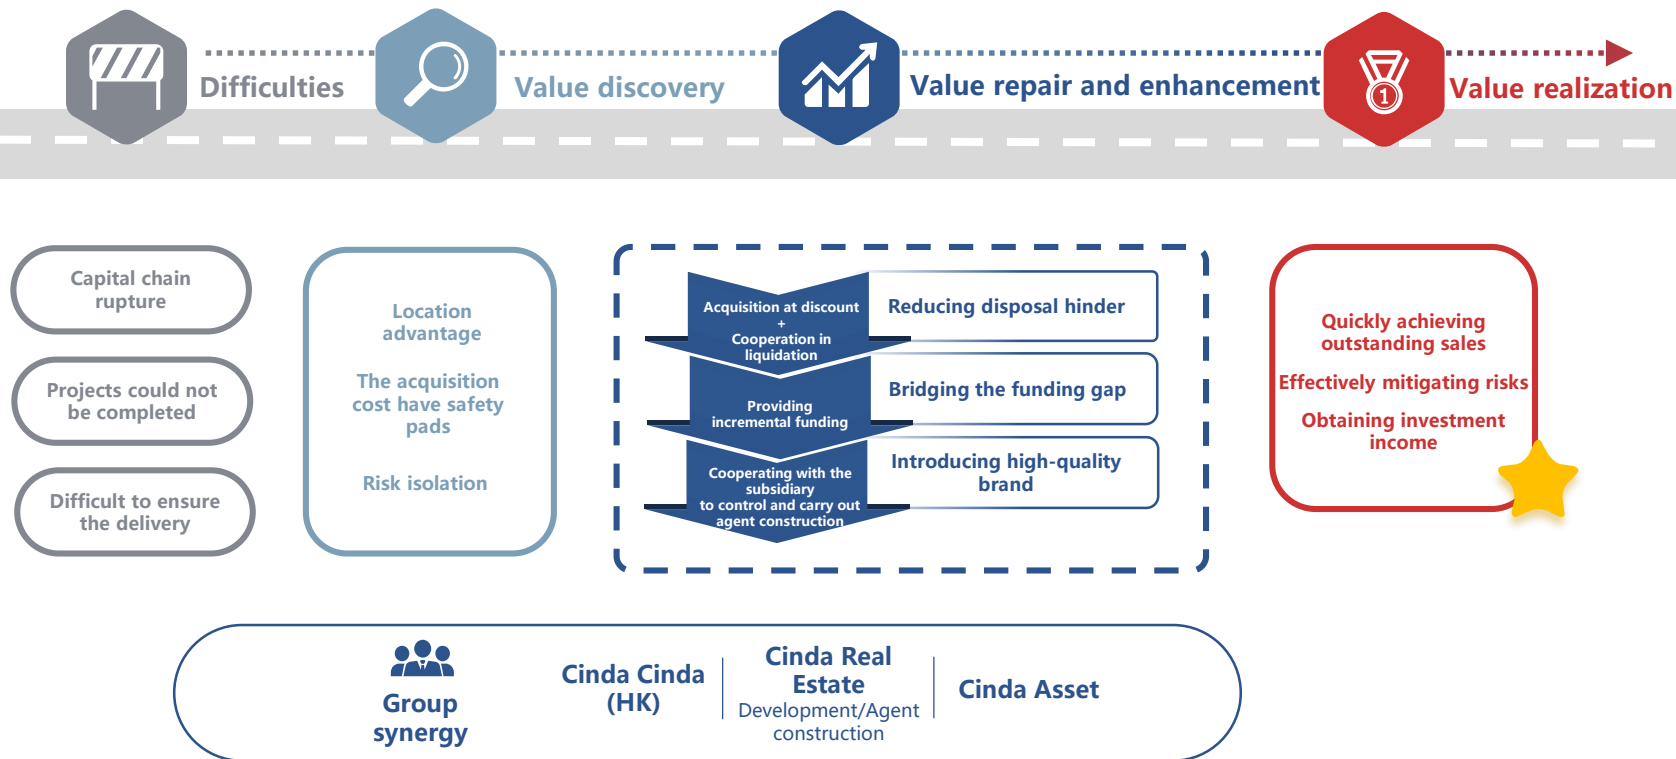 Difficulties
Value discovery
Value repair and enhancement
1
Value realization
Capital chain
rupture
Projects could not
be completed
Difficult to ensure
the delivery
Location
advantage
The acquisition
cost have safety
pads
Risk isolation
Acquisition at discount
+
Cooperation in
liquidation
Reducing disposal hinder
Providing
incremental funding
Bridging the funding gap
Cooperating with the
subsidiary
to control and carry out
agent construction
Introducing high-quality
brand
Quickly achieving
outstanding sales
Effectively mitigating risks
Obtaining investment
income
Group
synergy
Cinda Cinda
(HK)
Cinda Real
Estate
Development/Agent
construction
Cinda Asset